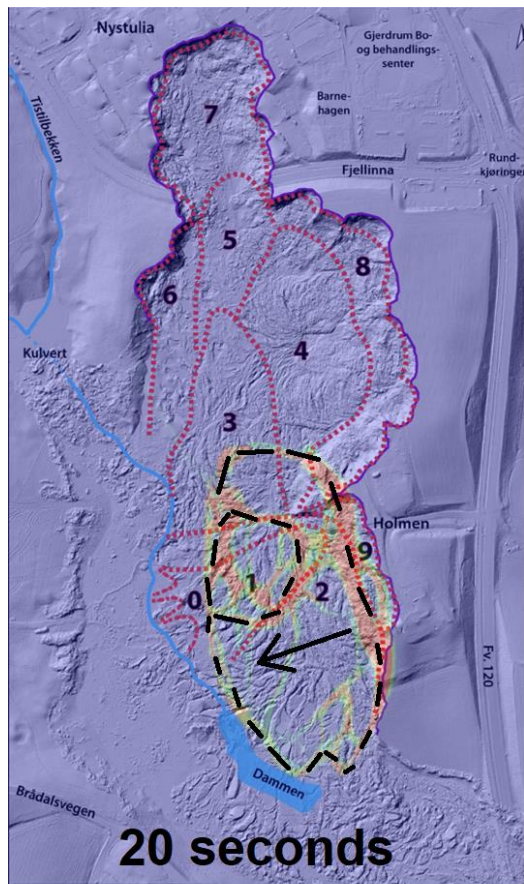 Nystulia
Gjerdrum Bo-
og behandlings-
senter
Tistilbekken
Barne-
hagen
7
Rund-
kjøringen
Fjellinna
5
8
6
4
Kulvert
3
Holmen
9
1
2
0
Fv. 120
Dammen
Brådalsvegen
20 seconds